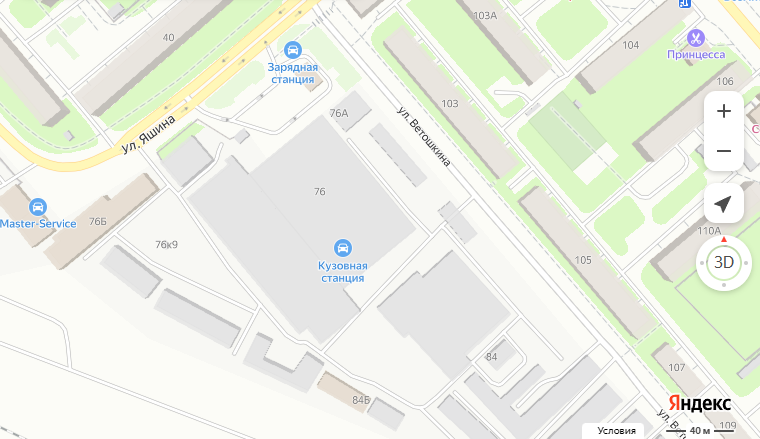 103А
40
104
Принцесса
Зарядная
станция
106
76А
103
ул. Яшина
ул. Ветошкина
76
Master-Service
76Б
110А
76к9
Кузовная
станция
105
3D
84
107
84Б
Яндекс
109
Условия
40 м